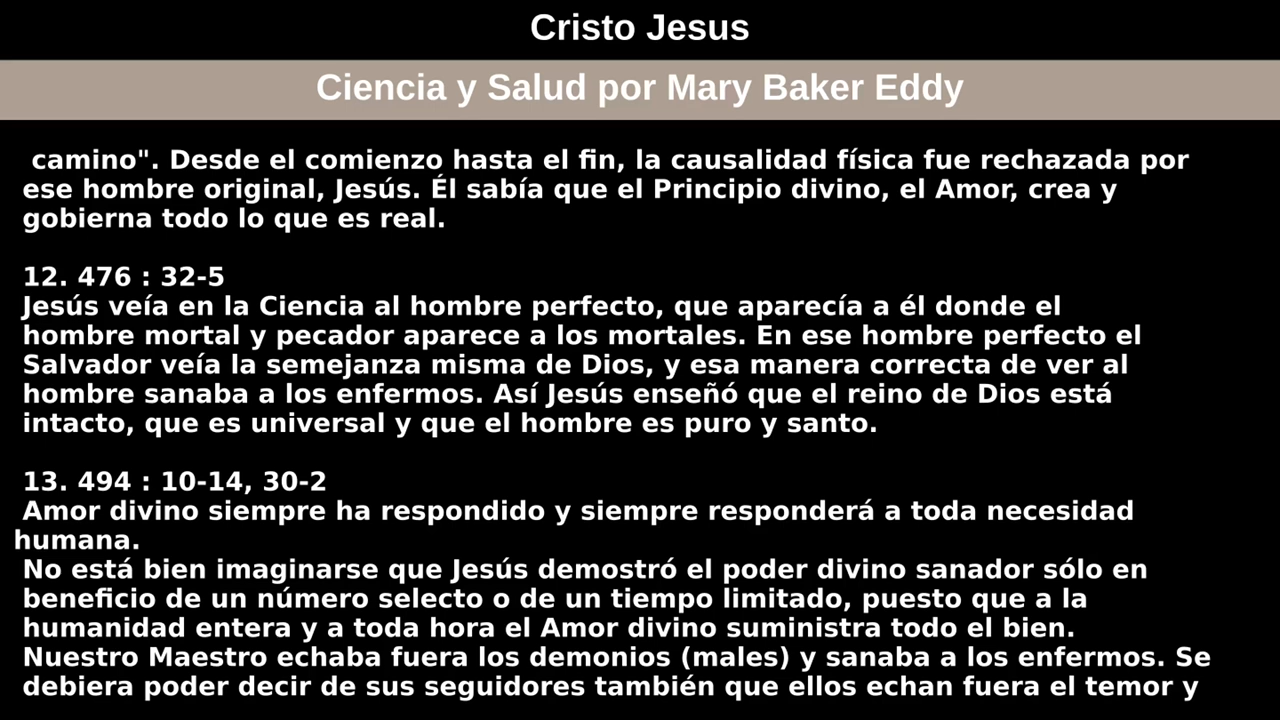 Cristo Jesus
Ciencia y Salud por Mary Baker Eddy
camino". Desde el comienzo hasta el fin, la causalidad física fue rechazada por
ese hombre original, Jesús. Él sabía que el Principio divino, el Amor, crea y
gobierna todo lo que es real.
12. 476 : 32-5
Jesús veía en la Ciencia al hombre perfecto, que aparecía a él donde el
hombre mortal y pecador aparece a los mortales. En ese hombre perfecto el
Salvador veía la semejanza misma de Dios, y esa manera correcta de ver al
hombre sanaba a los enfermos. Así Jesús enseñó que el reino de Dios está
intacto, que es universal y que el hombre es puro y santo.
13. 494 : 10-14, 30-2
Amor divino siempre ha respondido y siempre responderá a toda necesidad
humana.
No está bien imaginarse que Jesús demostró el poder divino sanador sólo en
beneficio de un número selecto o de un tiempo limitado, puesto que a la
humanidad entera y a toda hora el Amor divino suministra todo el bien.
Nuestro Maestro echaba fuera los demonios (males) y sanaba a los enfermos. Se
debiera poder decir de sus seguidores también que ellos echan fuera el temor y